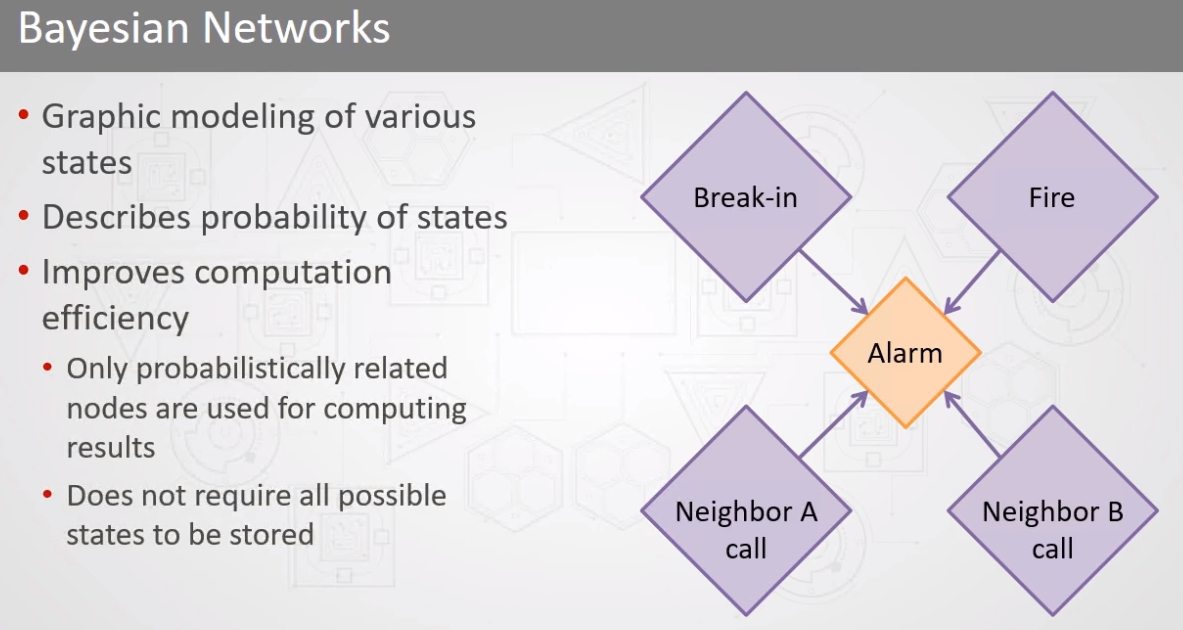 Bayesian Networks
• Graphic modeling of various
states
• Describes probability of states
• Improves computation
efficiency
• Only probabilistically related
nodes are used for computing
results
• Does not require all possible
states to be stored
Break-in
Fire
Alarm
Neighbor A
call
Neighbor B
call